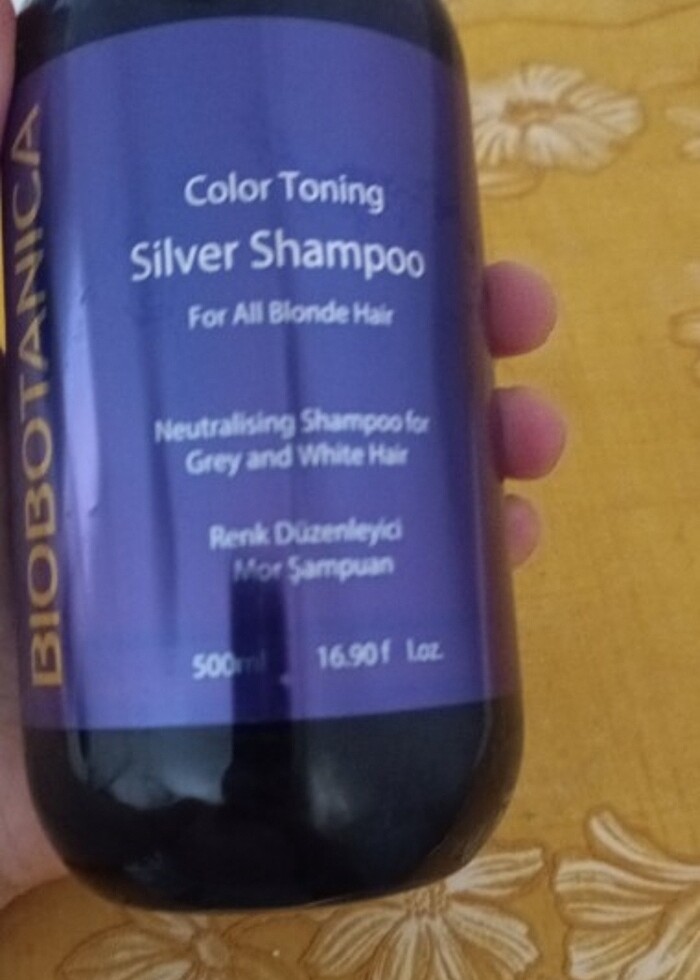 BIOBOTANICA
Color Toning
Silver Shampoo
For All Blonde Hair
Neutralising Shampoo for
Grey and White Hair
Renk Düzenleyici
Mor Şampuan
500ml 16.90 f l.oz.